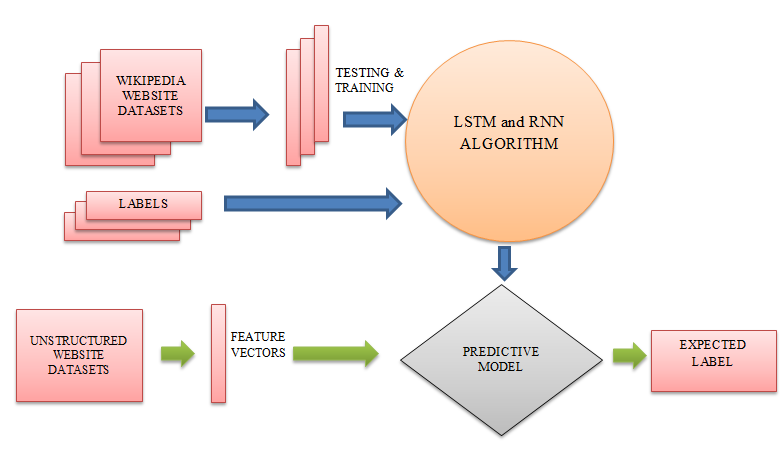 WIKIPEDIA
WEBSITE
DATASETS
TESTING &
TRAINING
LSTM and RNN
ALGORITHM
LABELS
UNSTRUCTURED
WEBSITE
DATASETS
FEATURE
VECTORS
PREDICTIVE
MODEL
EXPECTED
LABEL